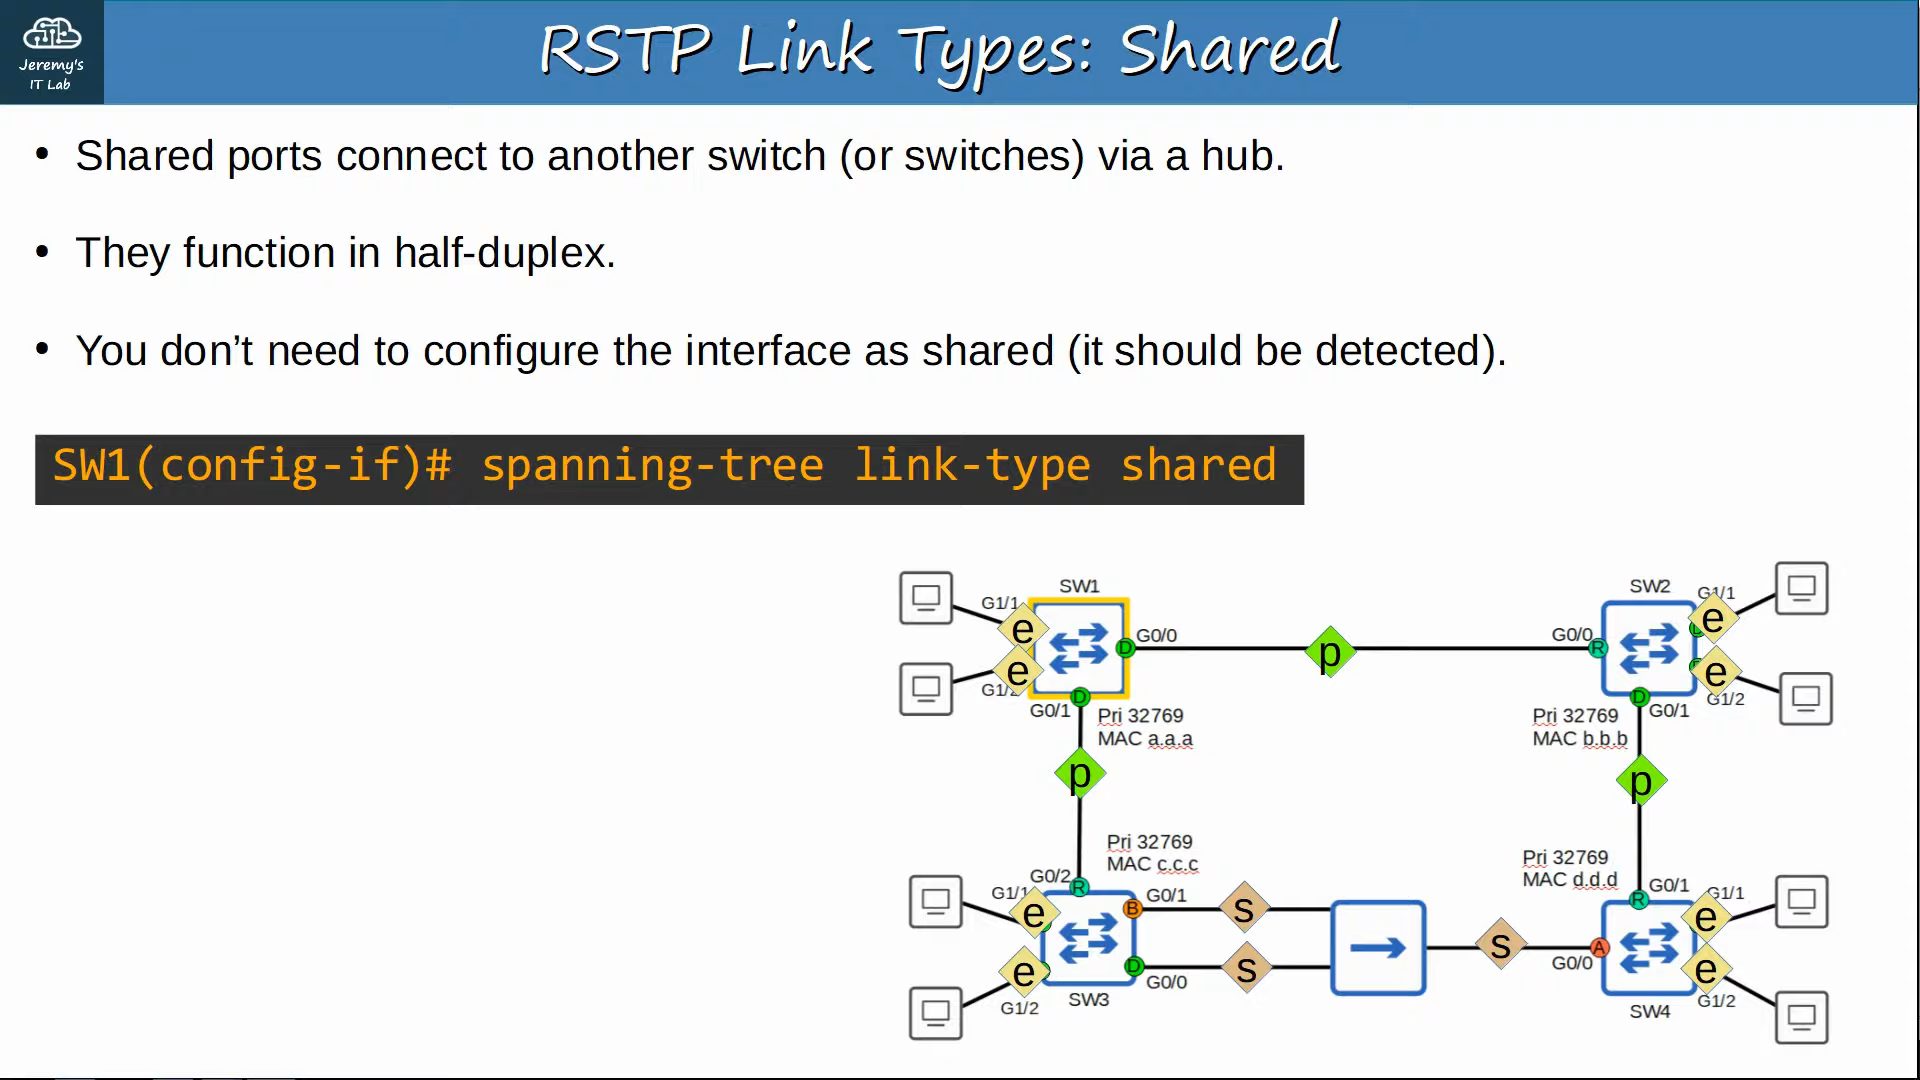 Jeremy's
IT Lab
RSTP Link Types: Shared
• Shared ports connect to another switch (or switches) via a hub.
• They function in half-duplex.
• You don’t need to configure the interface as shared (it should be detected).
SW1(config-if)# spanning-tree link-type shared
SW1
SW2
G1/1
G1/1
e
e
D
G0/0
p
G0/0
R
e
e
G1/2
G1/2
G0/1
D
Pri 32769
MAC a.a.a
Pri 32769
MAC b.b.b
D
G0/1
p
p
Pri 32769
MAC c.c.c
Pri 32769
MAC d.d.d
G0/2
R
G0/1
R
G1/1
G1/1
e
e
B
G0/1
s
s
A
G0/0
e
e
D
G0/0
s
G1/2
G1/2
SW3
SW4